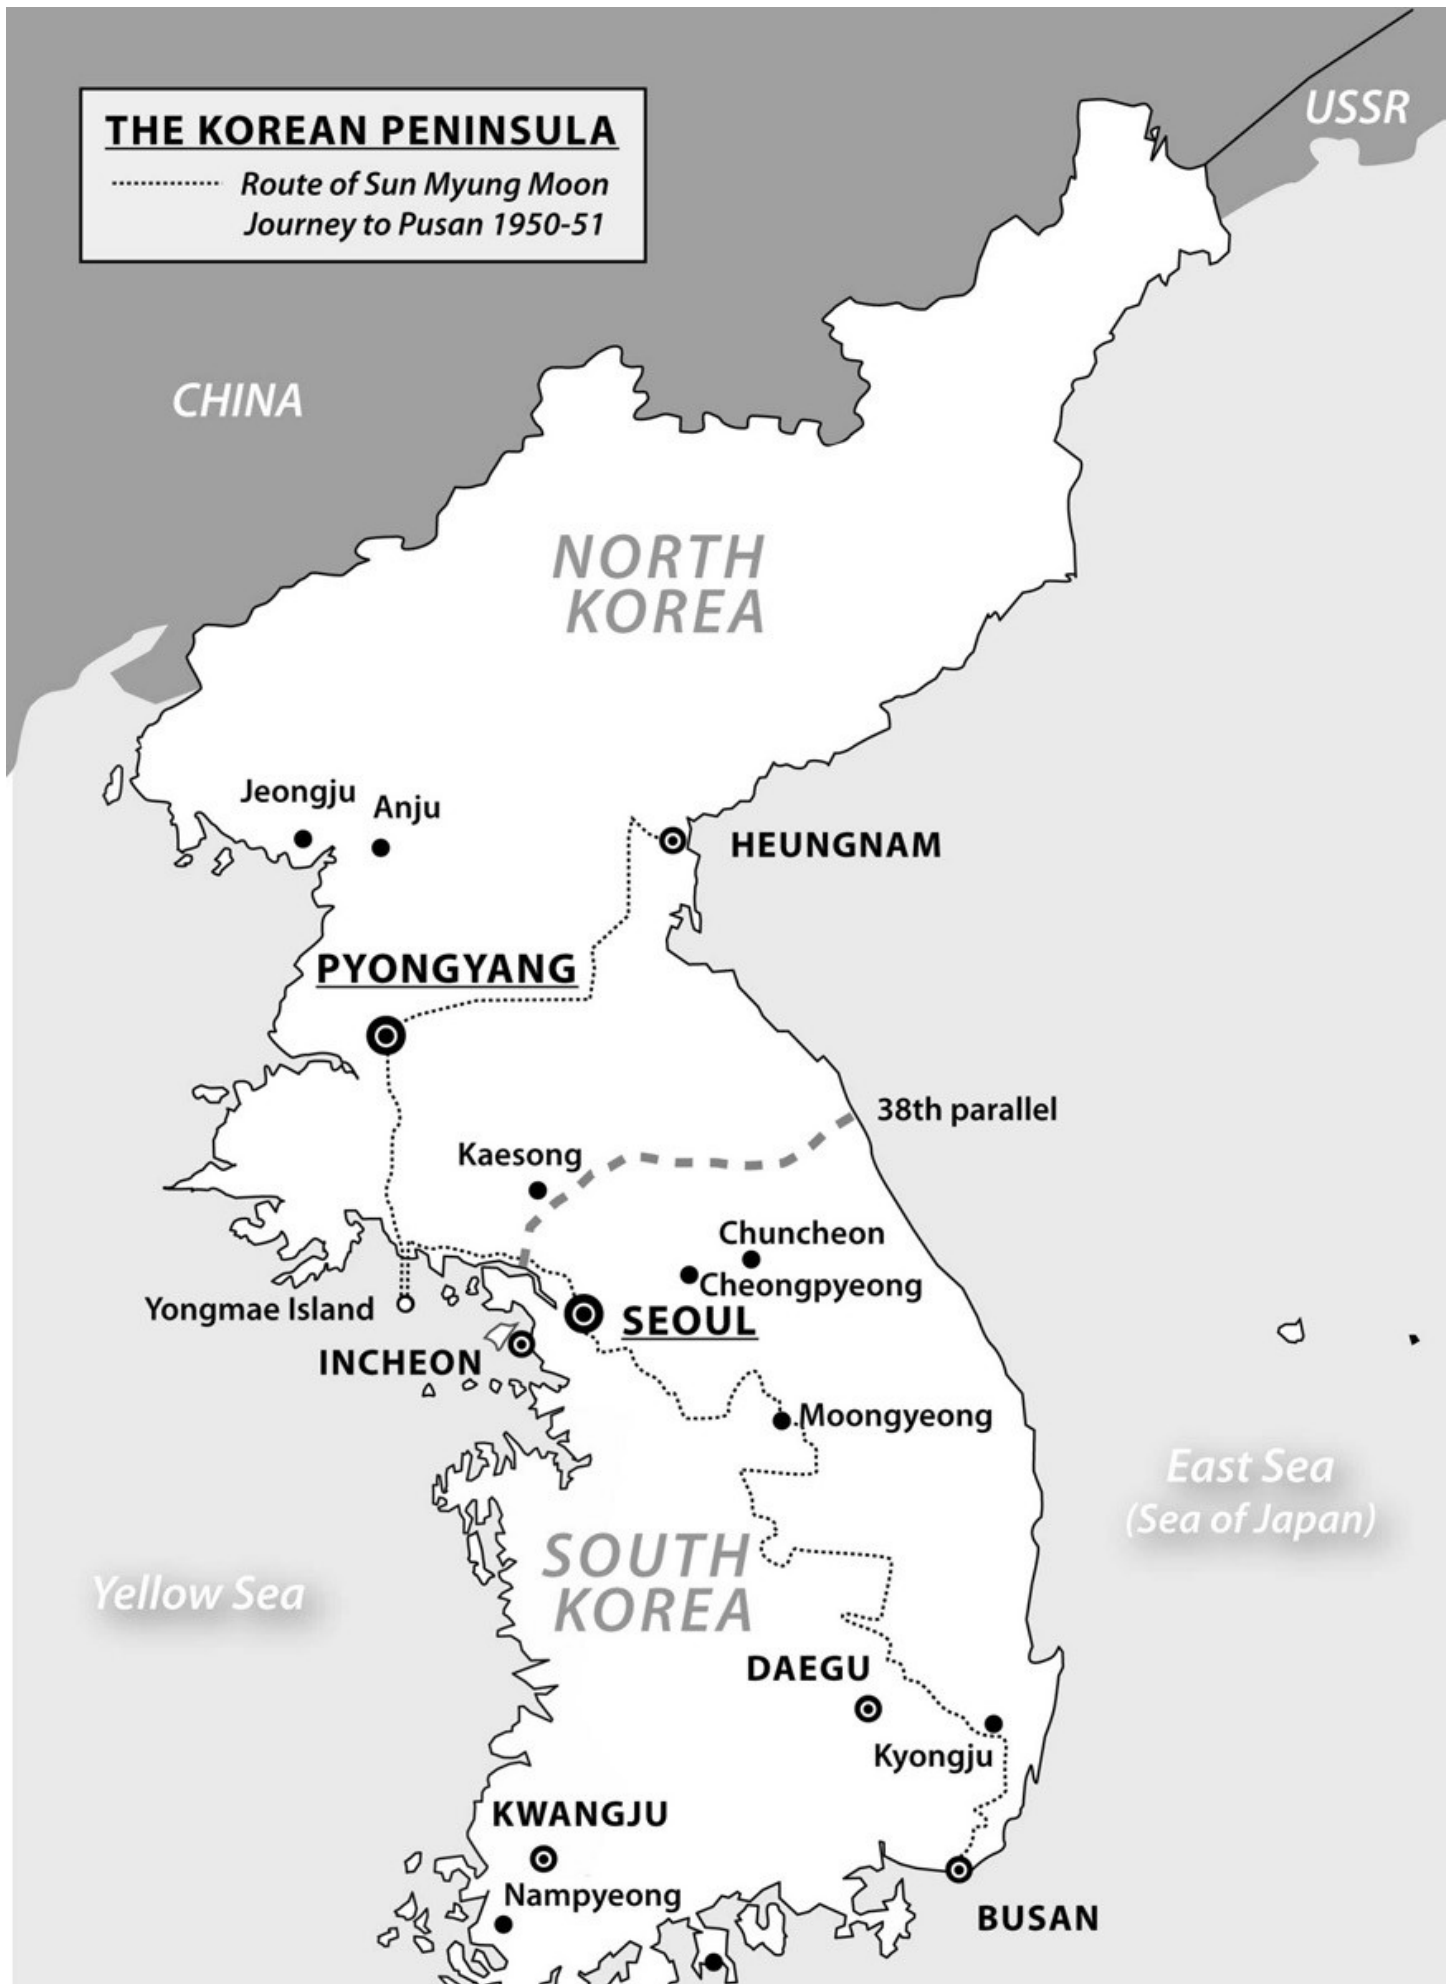 THE KOREAN PENINSULA
Route of Sun Myung Moon
Journey to Pusan 1950-51
USSR
CHINA
NORTH
KOREA
Jeongju
Anju
HEUNGNAM
PYONGYANG
38th parallel
Kaesong
Chuncheon
Cheongpyeong
Yongmae Island
SEOUL
INCHEON
Moongyeong
East Sea
(Sea of Japan)
SOUTH
KOREA
Yellow Sea
DAEGU
Kyongju
KWANGJU
Nampyeong
BUSAN